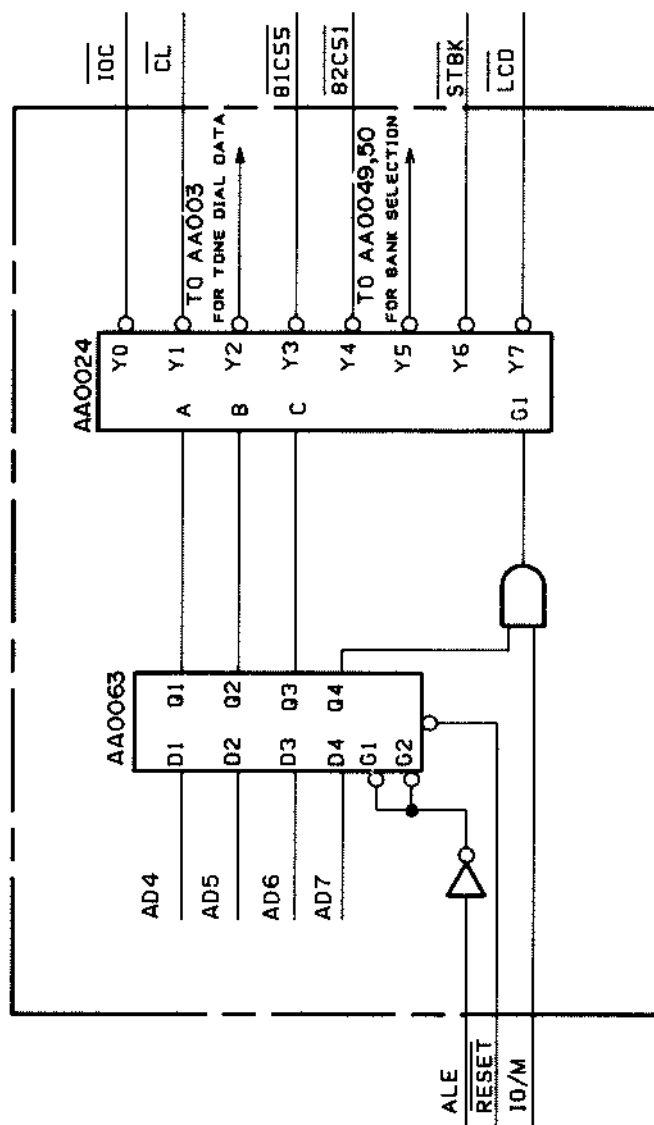 IOC
CL
TO AA003
FOR TONE DIAL DATA
B1C55
B2C51
TO AA0049,50
FOR BANK SELECTION
STBK
LCD
AA0024
Y0
Y1
Y2
Y3
Y4
Y5
Y6
Y7
A
B
C
G1
AA0063
Q1
Q2
Q3
Q4
D1
D2
D3
D4
G1
G2
AD4
AD5
AD6
AD7
ALE
RESET
IO/M